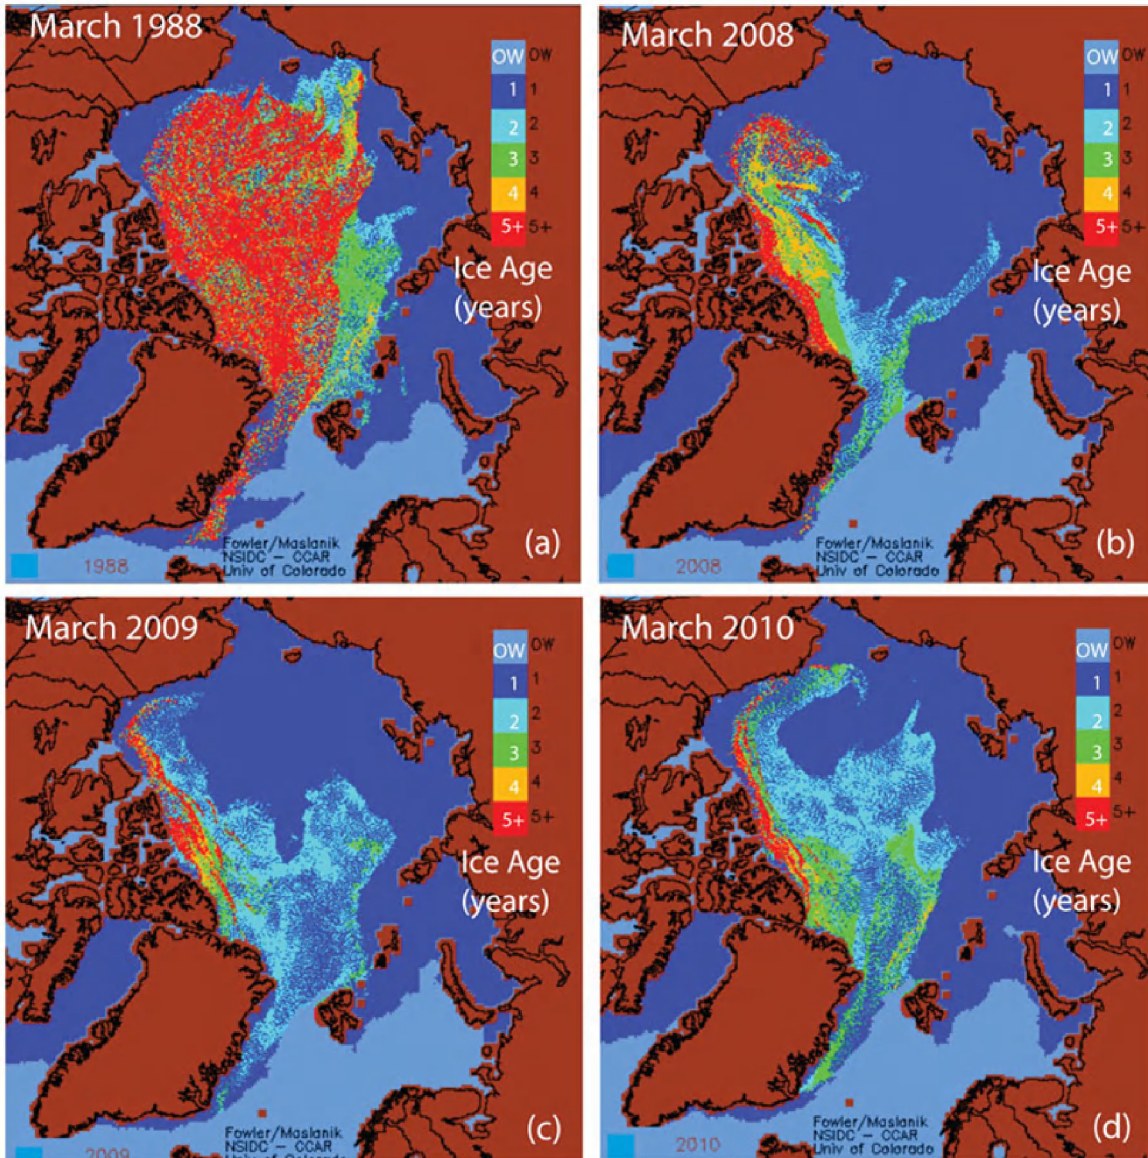 March 1988
OW OW
1 1
2 2
3 3
4 4
5+ 5+
Ice Age
(years)
Fowler/Maslanik
NSIDC – CCAR
Univ of Colorado
(a)
1988
March 2008
OW OW
1 1
2 2
3 3
4 4
5+ 5+
Ice Age
(years)
Fowler/Maslanik
NSIDC – CCAR
Univ of Colorado
(b)
2008
March 2009
OW OW
1 1
2 2
3 3
4 4
5+ 5+
Ice Age
(years)
Fowler/Maslanik
NSIDC – CCAR
Univ of Colorado
(c)
2009
March 2010
OW OW
1 1
2 2
3 3
4 4
5+ 5+
Ice Age
(years)
Fowler/Maslanik
NSIDC – CCAR
Univ of Colorado
(d)
2010